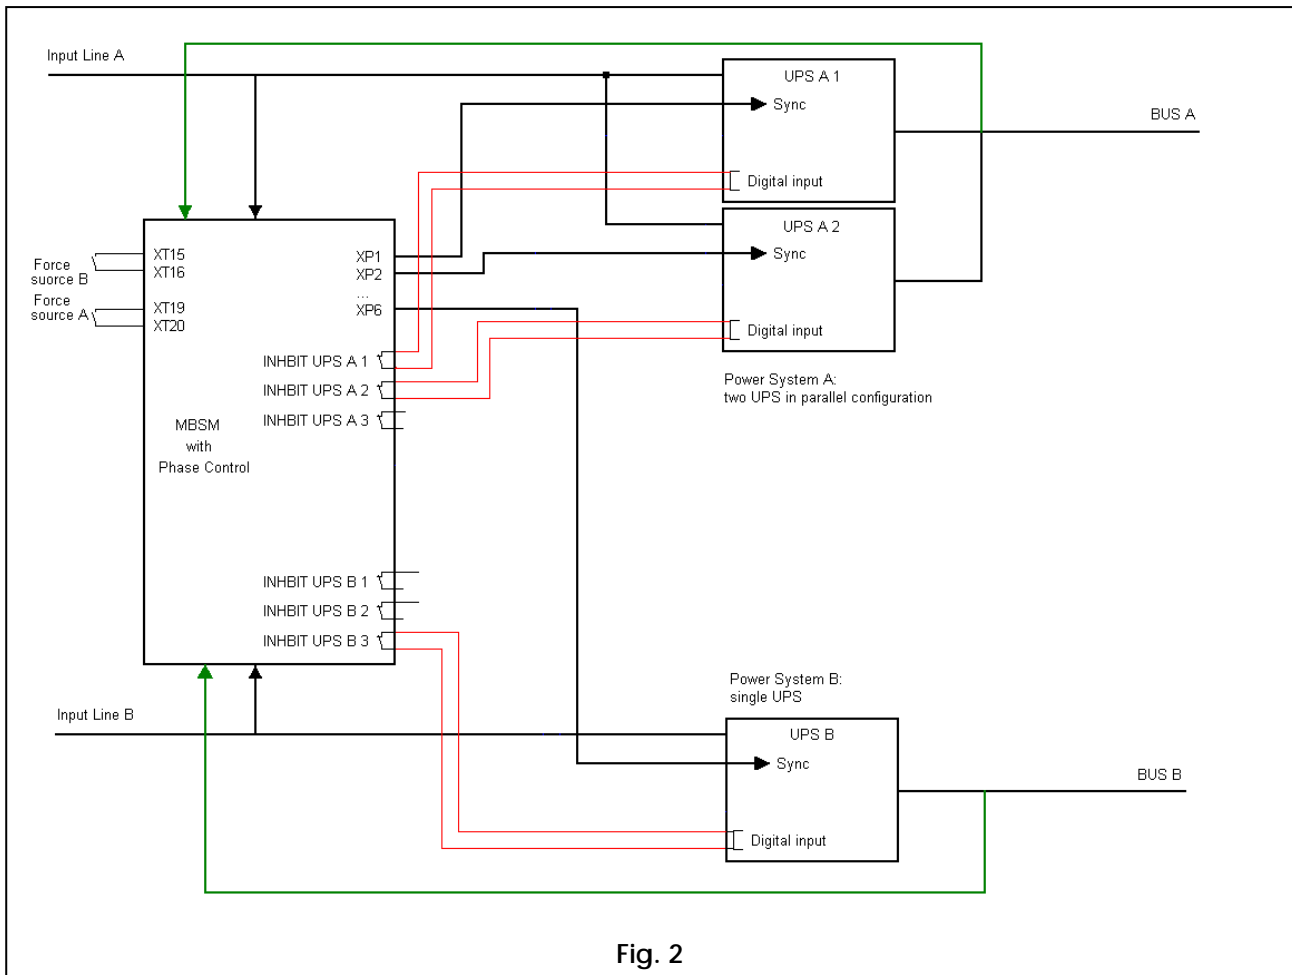 Input Line A
UPS A 1
Sync
BUS A
Digital input
UPS A 2
Sync
Digital input
XT15
XT16
Force
suorce B
Force
source A
XT19
XT20
XP1
XP2
...
XP6
INHBIT UPS A 1
INHBIT UPS A 2
INHBIT UPS A 3
MBSM
with
Phase Control
Power System A:
two UPS in parallel configuration
INHBIT UPS B 1
INHBIT UPS B 2
INHBIT UPS B 3
Power System B:
single UPS
Input Line B
UPS B
Sync
BUS B
Digital input
Fig. 2